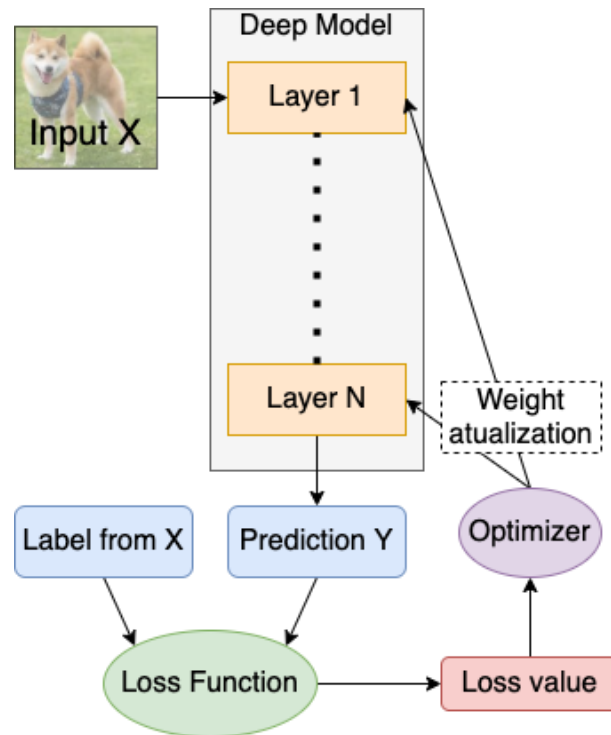 Deep Model
Input X
Layer 1
Layer N
Weight
atualization
Label from X
Prediction Y
Optimizer
Loss Function
Loss value